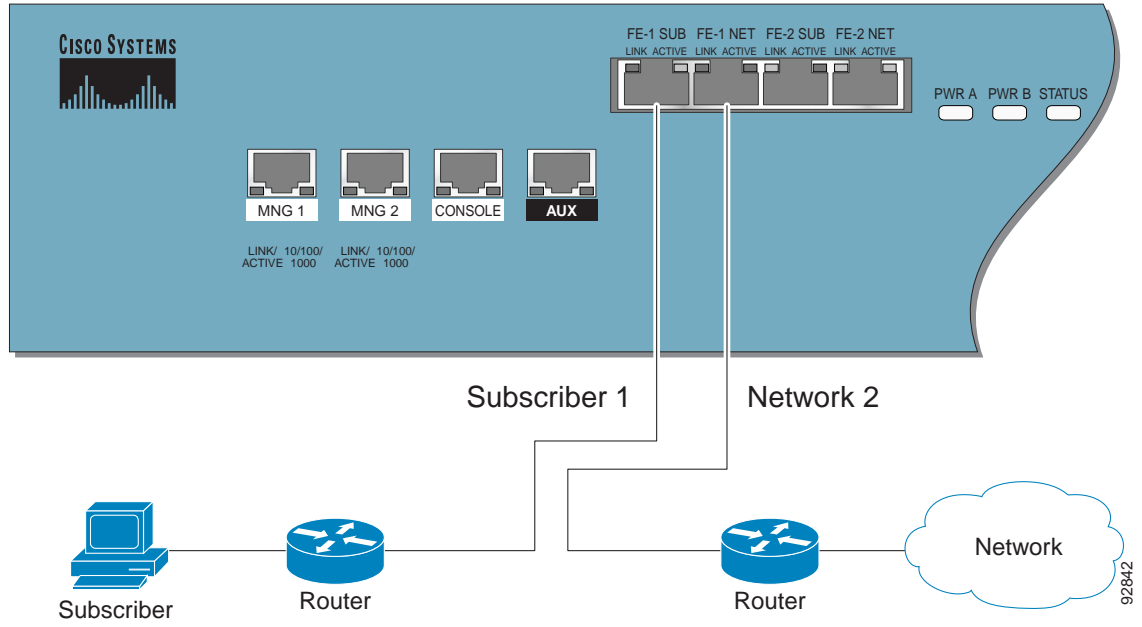 CISCO SYSTEMS
FE-1 SUB FE-1 NET FE-2 SUB FE-2 NET
LINK ACTIVE LINK ACTIVE LINK ACTIVE LINK ACTIVE
PWR A PWR B STATUS
MNG 1 MNG 2 CONSOLE AUX
LINK/ 10/100/ LINK/ 10/100/
ACTIVE 1000 ACTIVE 1000
Subscriber 1 Network 2
Network
Subscriber Router Router
92842